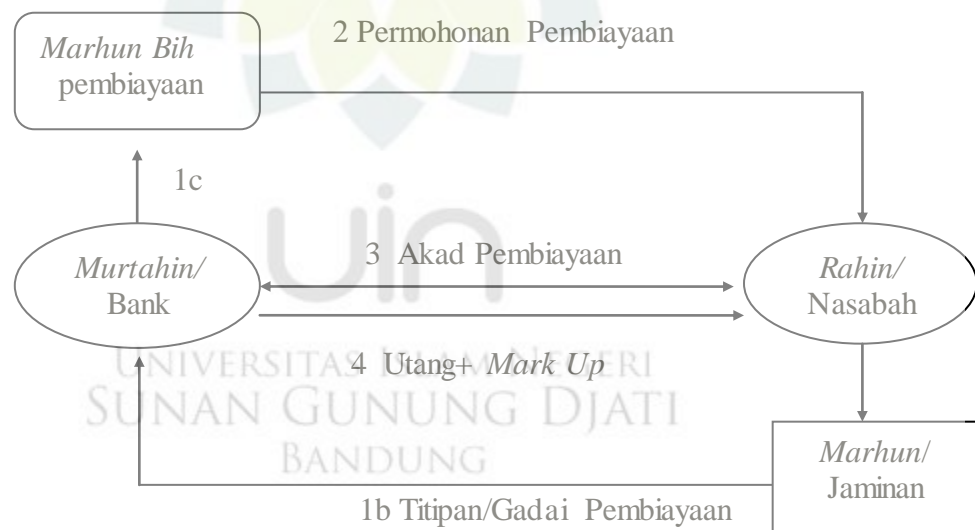 2 Permohonan Pembiayaan
Marhun Bih
pembiayaan
1c
3 Akad Pembiayaan
Murtahin/
Bank
Rahin/
Nasabah
4 Utang+ Mark Up
uin
UNIVERSITAS ISLAM NEGERI
SUNAN GUNUNG DJATI
BANDUNG
Marhun/
Jaminan
1b Titipan/Gadai Pembiayaan